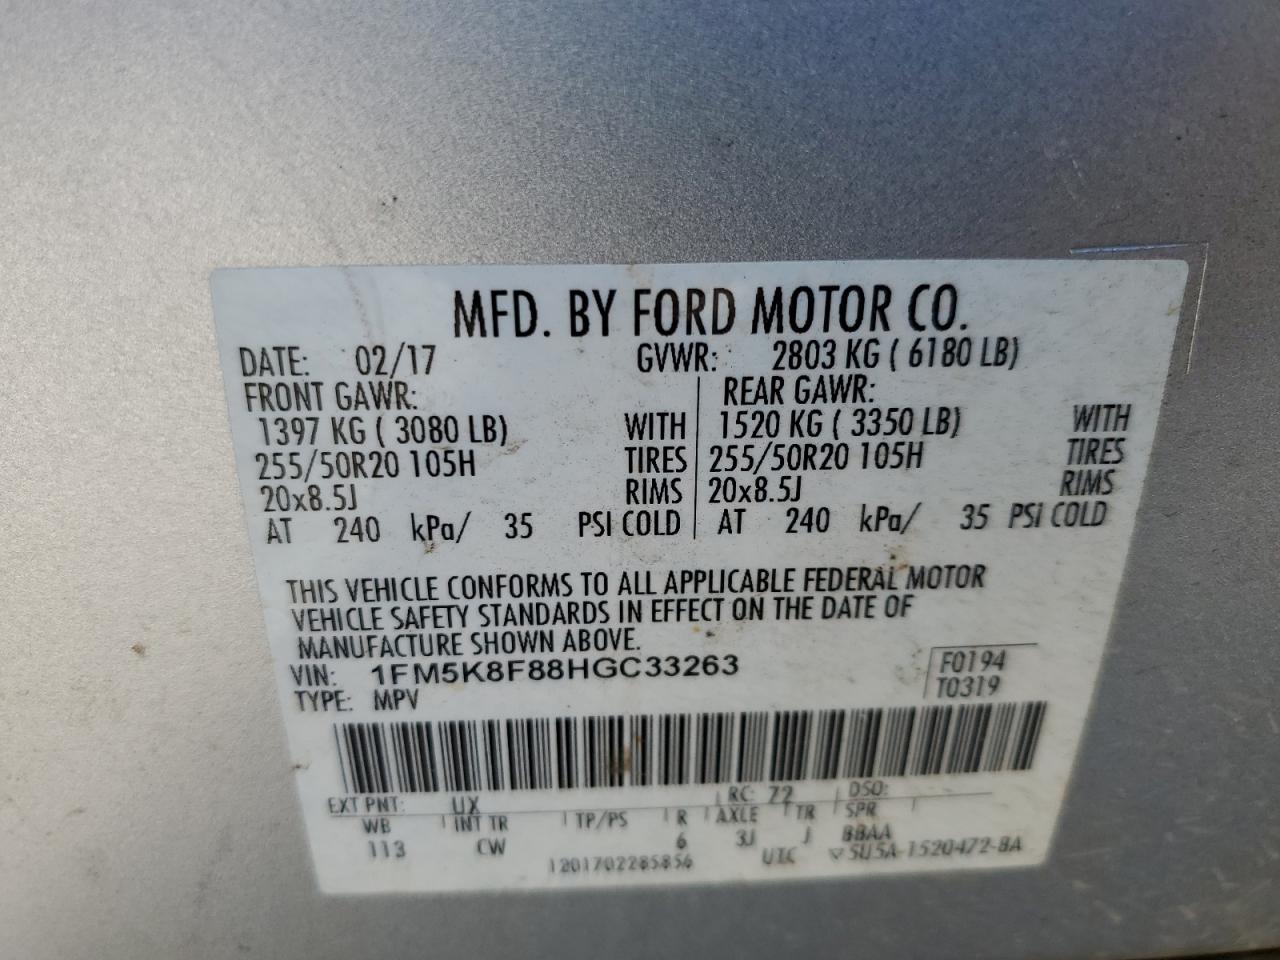 MFD. BY FORD MOTOR CO.
DATE: 02/17 GVWR: 2803 KG ( 6180 LB)
FRONT GAWR: REAR GAWR:
1397 KG ( 3080 LB) WITH 1520 KG ( 3350 LB) WITH
255/50R20 105H TIRES 255/50R20 105H TIRES
20x8.5J RIMS 20x8.5J RIMS
AT 240 kPa/ 35 PSI COLD AT 240 kPa/ 35 PSI COLD
THIS VEHICLE CONFORMS TO ALL APPLICABLE FEDERAL MOTOR
VEHICLE SAFETY STANDARDS IN EFFECT ON THE DATE OF
MANUFACTURE SHOWN ABOVE.
VIN: 1FM5K8F88HGC33263 F0194
TYPE: MPV T0319
EXT PNT: UX RC: 72 DSO:
WB INT TR TP/PS R AXLE TR SPR
113 CW 6 3J J BBAA
1201702285856 UTC ▽5U5A-1520472-BA